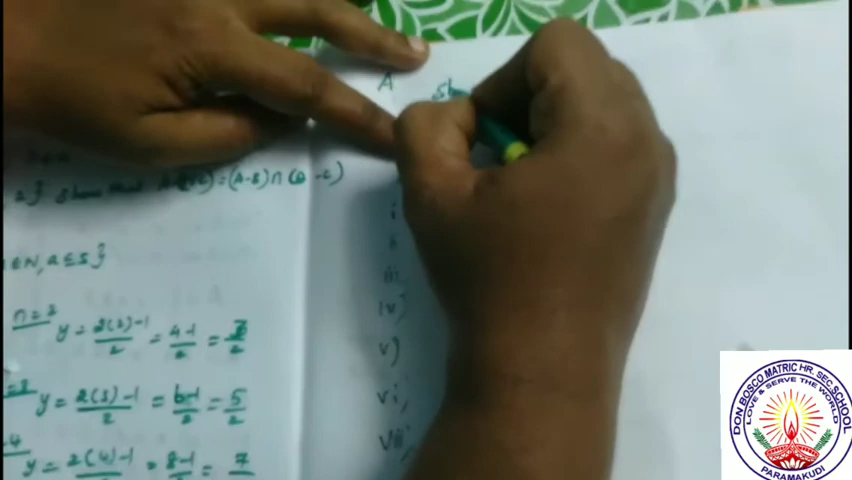 A
Sh
, 2} Show that = (A-B) ∩ ( -C)
∈N, a ≤ 5}
n=2
y = 2(2)-1/2 = 4-1/2 = 3/2
y = 2(3)-1/2 = 6-1/2 = 5/2
y = 2(4)-1 = 8-1 = 7
i
ii
iii
iv)
v)
vi)
vii)
DON BOSCO MATRIC HR. SEC. SCHOOL
LOVE & SERVE THE WORLD
PARAMAKUDI